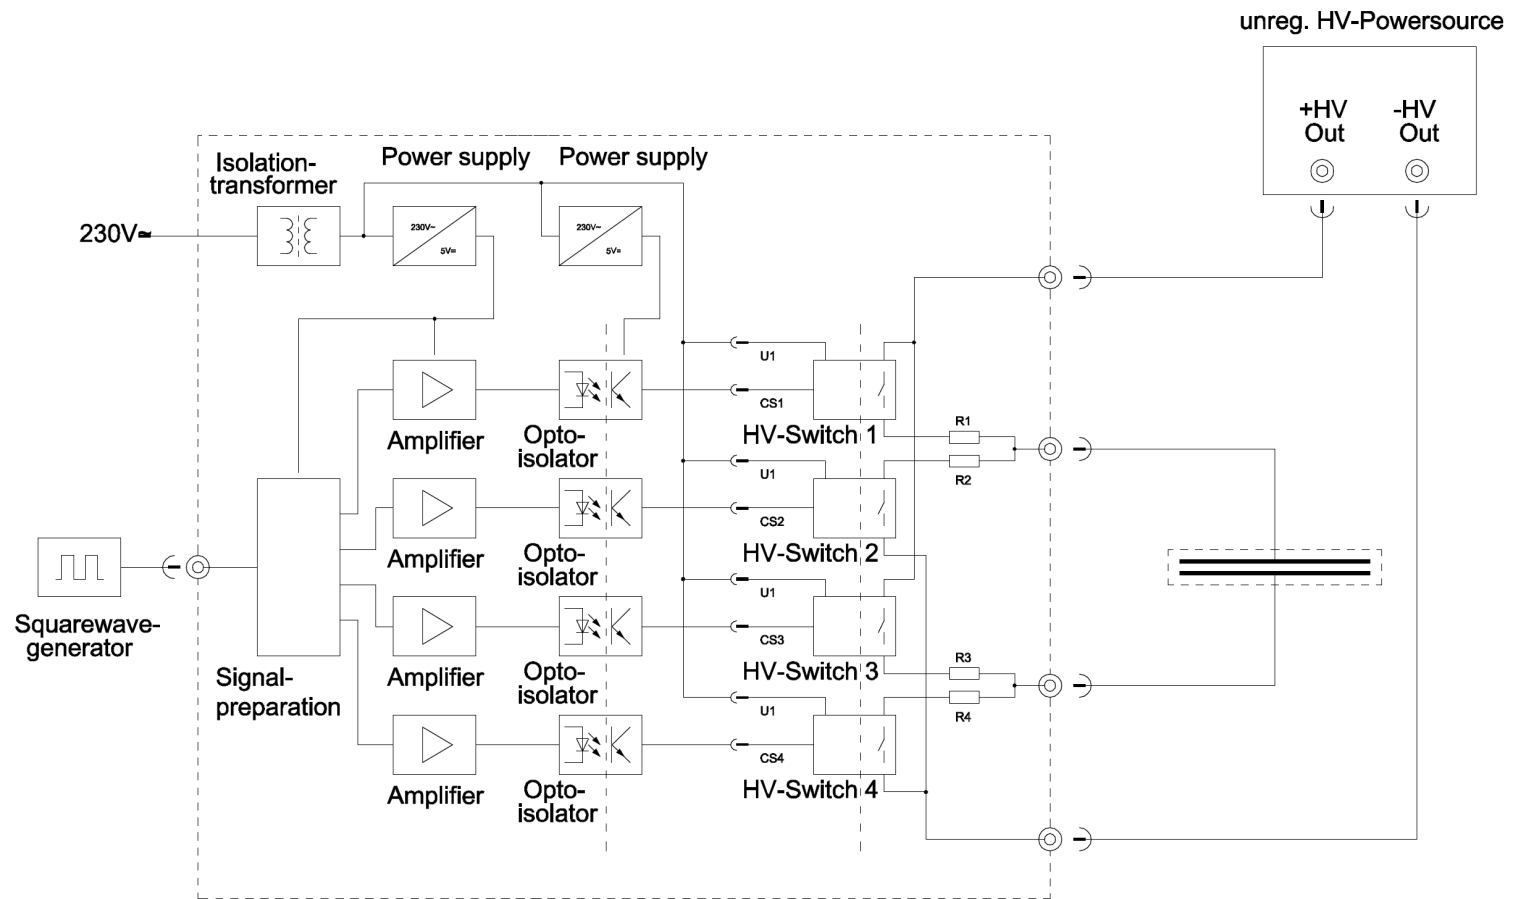 unreg. HV-Powersource
+HV
Out
-HV
Out
Isolation-
transformer
Power supply
Power supply
230V~
5V=
230V~
5V=
230V≃
U1
CS1
Amplifier
Opto-
isolator
HV-Switch 1
R1
R2
U1
CS2
Amplifier
Opto-
isolator
HV-Switch 2
U1
CS3
Squarewave-
generator
Signal-
preparation
Amplifier
Opto-
isolator
HV-Switch 3
R3
R4
U1
CS4
Amplifier
Opto-
isolator
HV-Switch 4